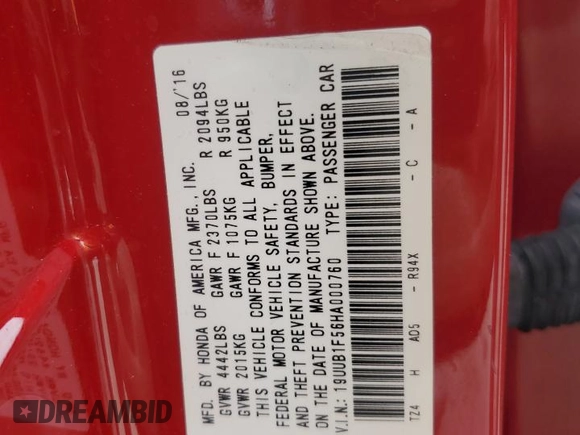 MFD. BY HONDA OF AMERICA MFG., INC. 08/'16
GVWR 4442LBS GAWR F 2370LBS R 2094LBS
GVWR 2015KG GAWR F 1075KG R 950KG
THIS VEHICLE CONFORMS TO ALL APPLICABLE
FEDERAL MOTOR VEHICLE SAFETY, BUMPER,
AND THEFT PREVENTION STANDARDS IN EFFECT
ON THE DATE OF MANUFACTURE SHOWN ABOVE.
V.I.N.: 19UUB1F56HA000760 TYPE: PASSENGER CAR
TZ4 H AD5 - R94X - C - A
DREAMBID